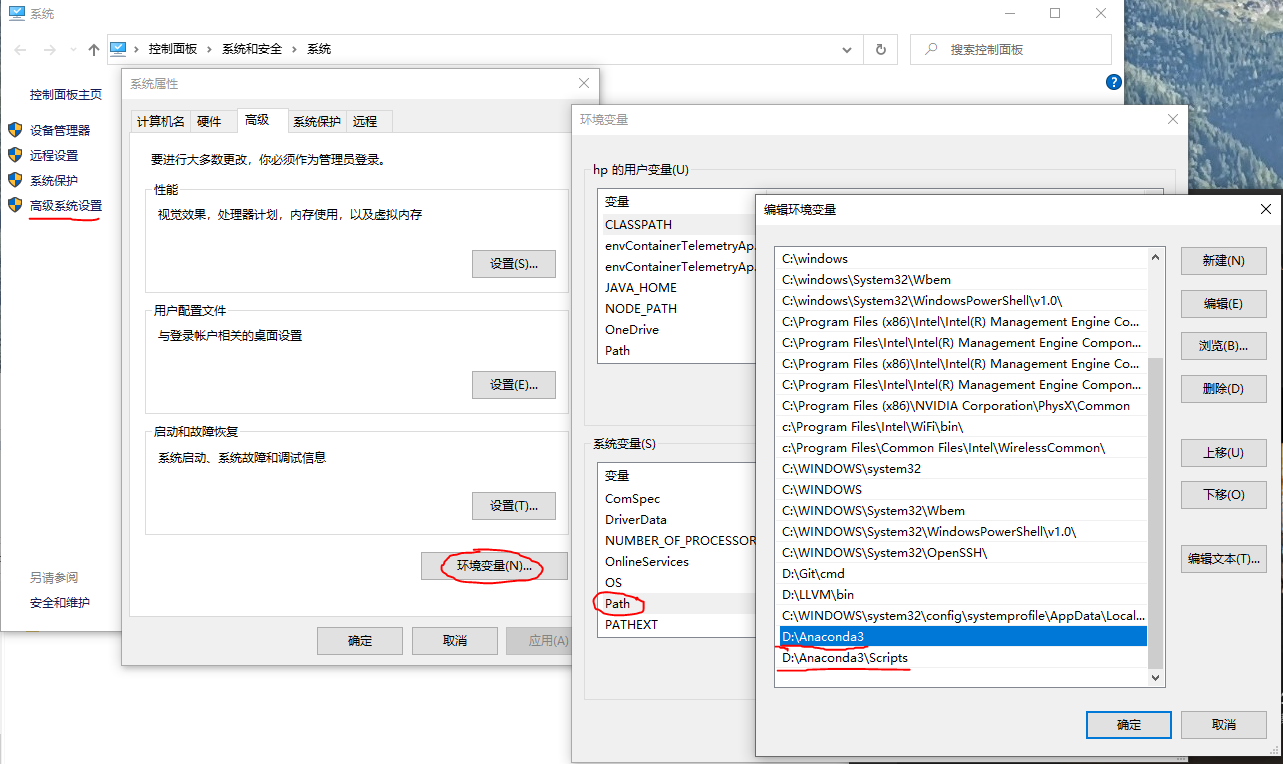 系统
控制面板
系统和安全
系统
搜索控制面板
控制面板主页
设备管理器
远程设置
系统保护
高级系统设置
另请参阅
安全和维护
系统属性
计算机名
硬件
高级
系统保护
远程
要进行大多数更改，你必须作为管理员登录。
性能
视觉效果，处理器计划，内存使用，以及虚拟内存
设置(S)...
用户配置文件
与登录帐户相关的桌面设置
设置(E)...
启动和故障恢复
系统启动、系统故障和调试信息
设置(T)...
环境变量(N)...
确定
取消
应用(A)
环境变量
hp 的用户变量(U)
变量
CLASSPATH
envContainerTelemetryAp
envContainerTelemetryAp
JAVA_HOME
NODE_PATH
OneDrive
Path
系统变量(S)
变量
ComSpec
DriverData
NUMBER_OF_PROCESSOR
OnlineServices
OS
Path
PATHEXT
编辑环境变量
C:\windows
C:\windows\System32\Wbem
C:\windows\System32\WindowsPowerShell\v1.0\
C:\Program Files (x86)\Intel\Intel(R) Management Engine Co...
C:\Program Files\Intel\Intel(R) Management Engine Compon...
C:\Program Files (x86)\Intel\Intel(R) Management Engine Co...
C:\Program Files\Intel\Intel(R) Management Engine Compon...
C:\Program Files (x86)\NVIDIA Corporation\PhysX\Common
c:\Program Files\Intel\WiFi\bin\
c:\Program Files\Common Files\Intel\WirelessCommon\
C:\WINDOWS\system32
C:\WINDOWS
C:\WINDOWS\System32\Wbem
C:\WINDOWS\System32\WindowsPowerShell\v1.0\
C:\WINDOWS\System32\OpenSSH\
D:\Git\cmd
D:\LLVM\bin
C:\WINDOWS\system32\config\systemprofile\AppData\Local...
D:\Anaconda3
D:\Anaconda3\Scripts
新建(N)
编辑(E)
浏览(B)...
删除(D)
上移(U)
下移(O)
编辑文本(T)...
确定
取消